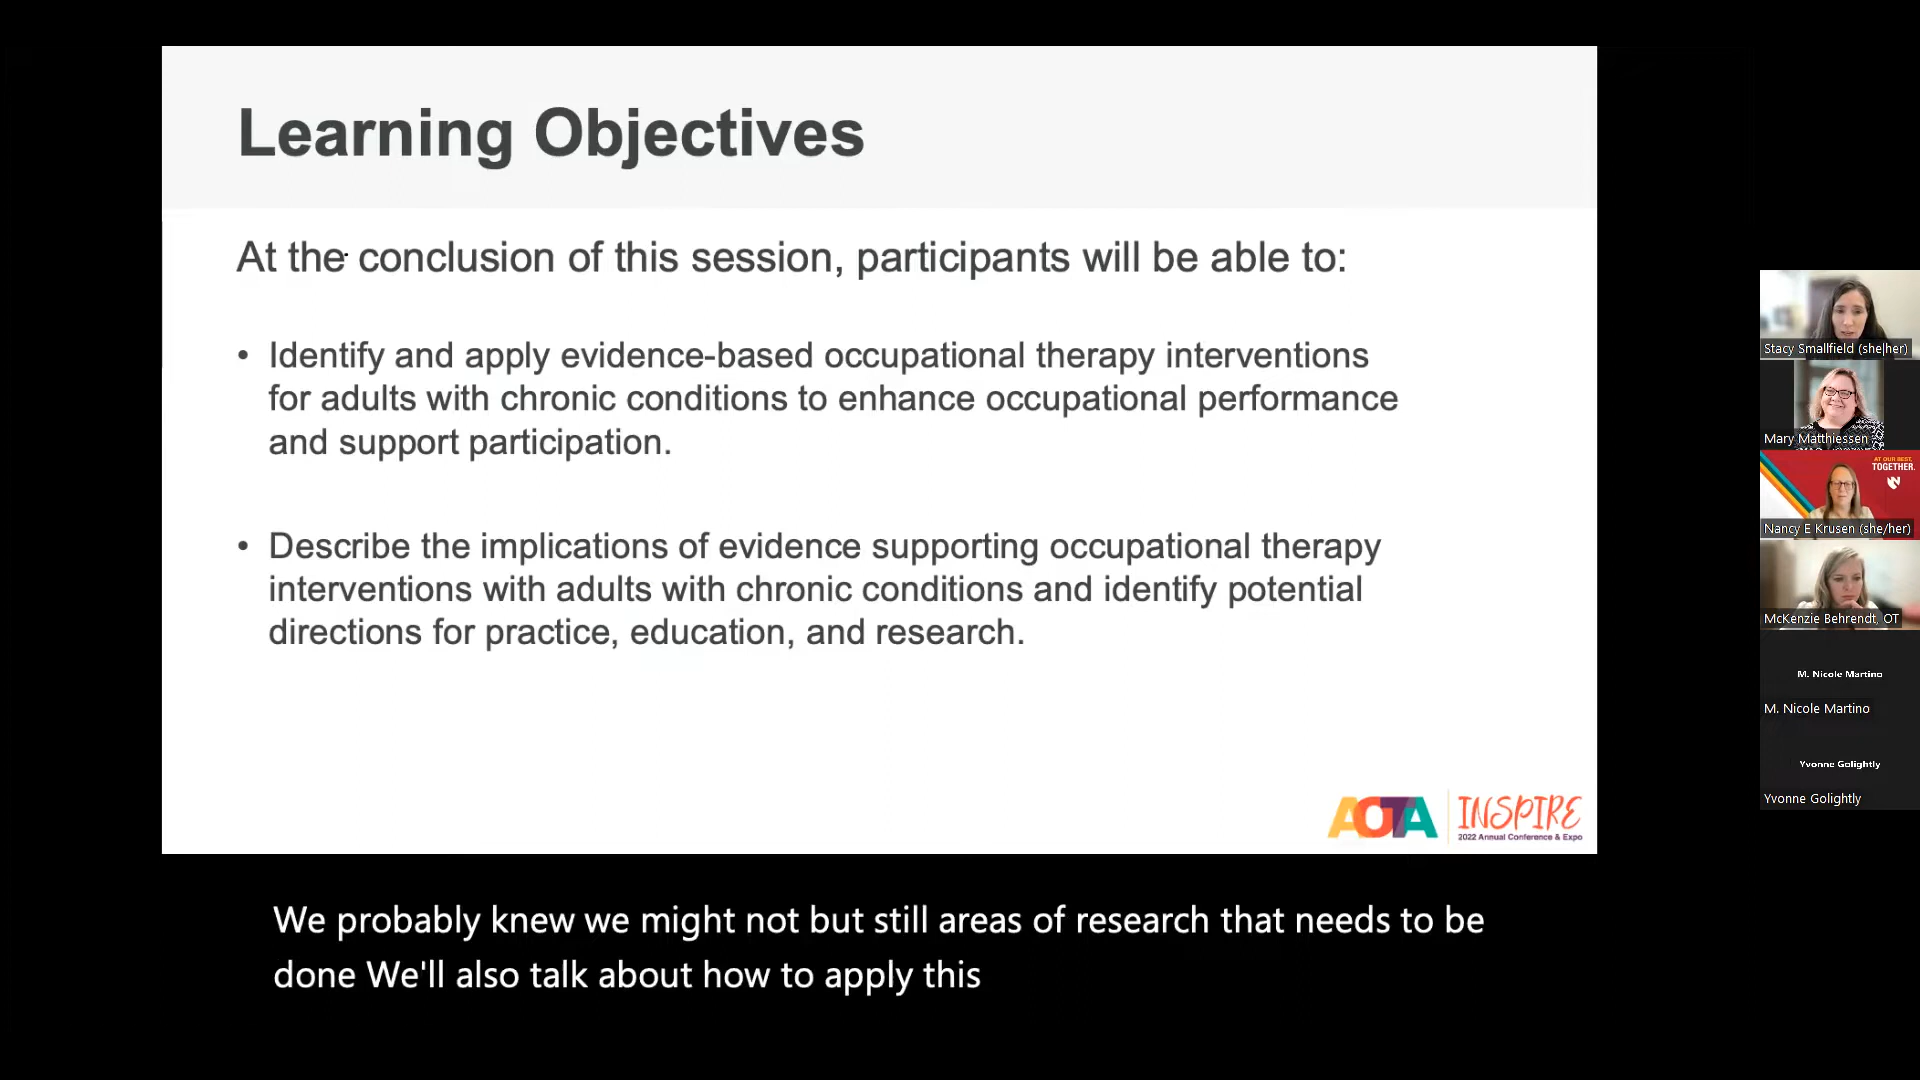 Learning Objectives
At the conclusion of this session, participants will be able to:
• Identify and apply evidence-based occupational therapy interventions
for adults with chronic conditions to enhance occupational performance
and support participation.
• Describe the implications of evidence supporting occupational therapy
interventions with adults with chronic conditions and identify potential
directions for practice, education, and research.
AOTA
INSPIRE
2022 Annual Conference & Expo
We probably knew we might not but still areas of research that needs to be
done We'll also talk about how to apply this
Stacy Smallfield (she|her)
Mary Matthiessen
AT OUR BEST,
TOGETHER.
N
Nancy E Krusen (she/her)
McKenzie Behrendt, OT
M. Nicole Martino
M. Nicole Martino
Yvonne Golightly
Yvonne Golightly